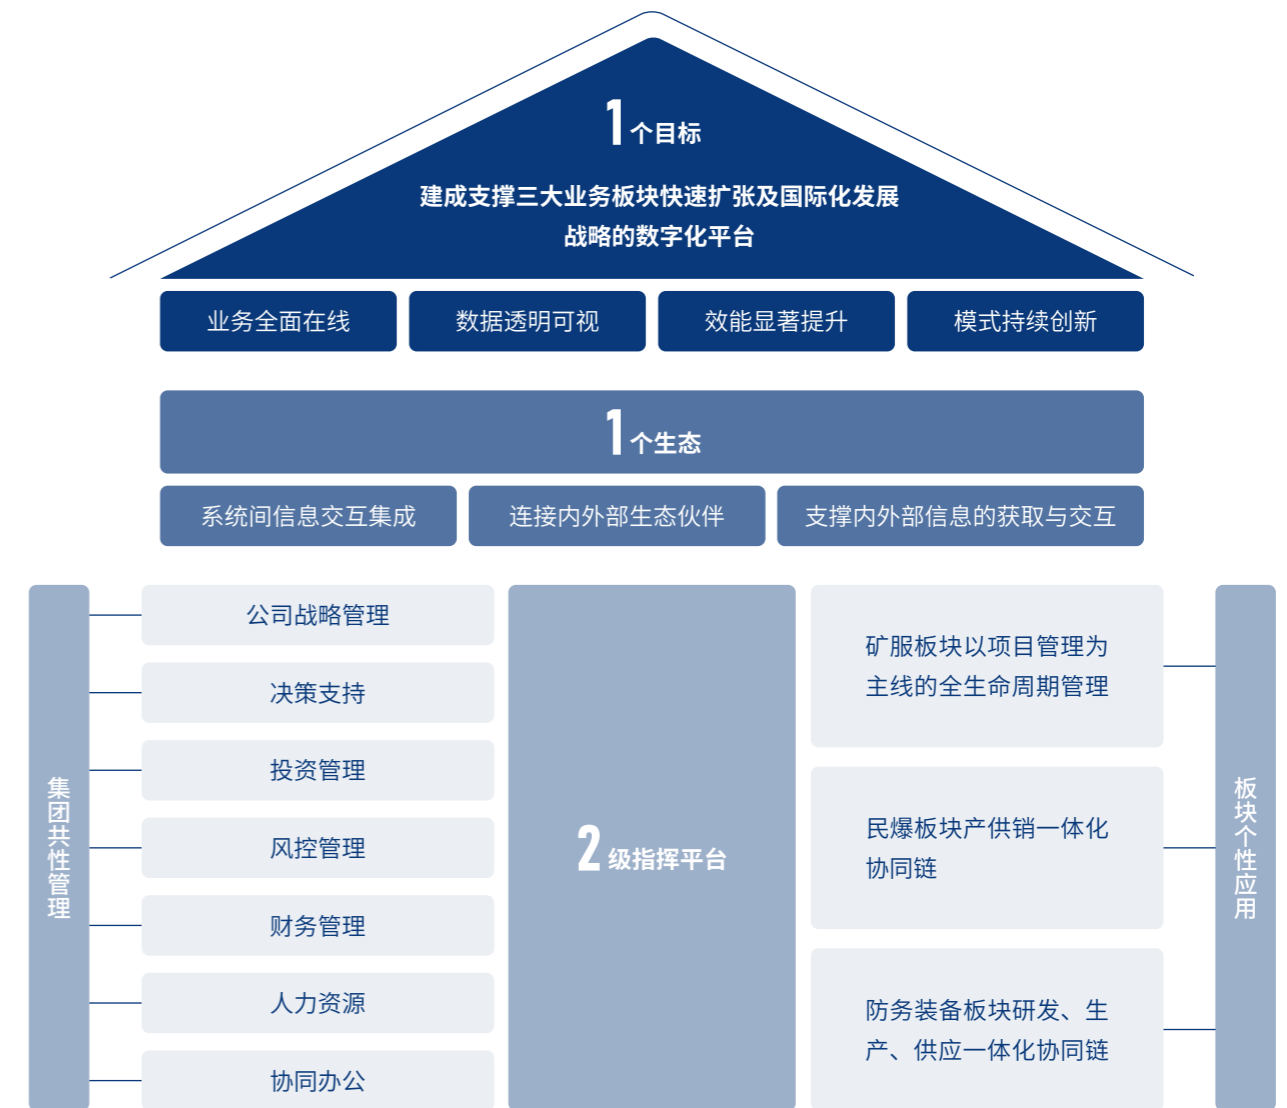 1个目标
建成支撑三大业务板块快速扩张及国际化发展
战略的数字化平台
业务全面在线
数据透明可视
效能显著提升
模式持续创新
1个生态
系统间信息交互集成
连接内外部生态伙伴
支撑内外部信息的获取与交互
集团共性管理
公司战略管理
决策支持
投资管理
风控管理
财务管理
人力资源
协同办公
2级指挥平台
矿服板块以项目管理为
主线的全生命周期管理
民爆板块产供销一体化
协同链
防务装备板块研发、生
产、供应一体化协同链
板块个性应用